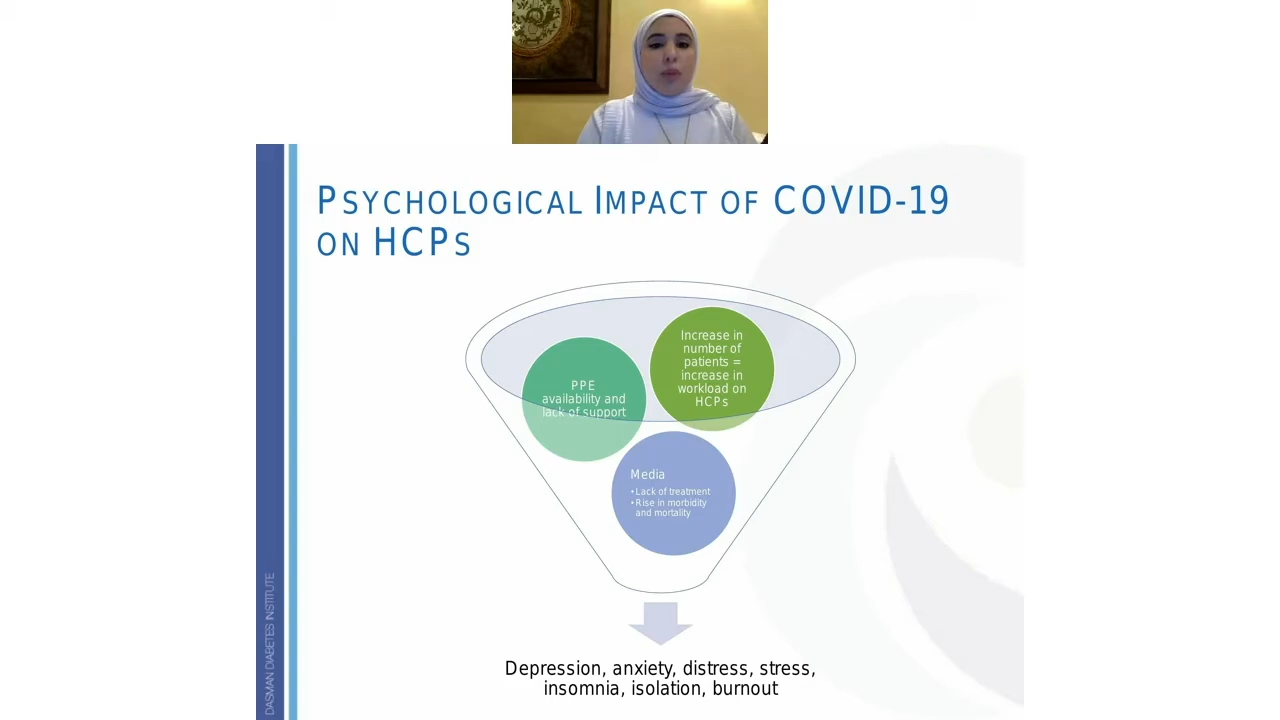 PSYCHOLOGICAL IMPACT OF COVID-19
ON HCPS
Increase in
number of
patients =
increase in
workload on
HCPs
PPE
availability and
lack of support
Media
•Lack of treatment
•Rise in morbidity
and mortality
Depression, anxiety, distress, stress,
insomnia, isolation, burnout
DASMAN DIABETES INSTITUTE